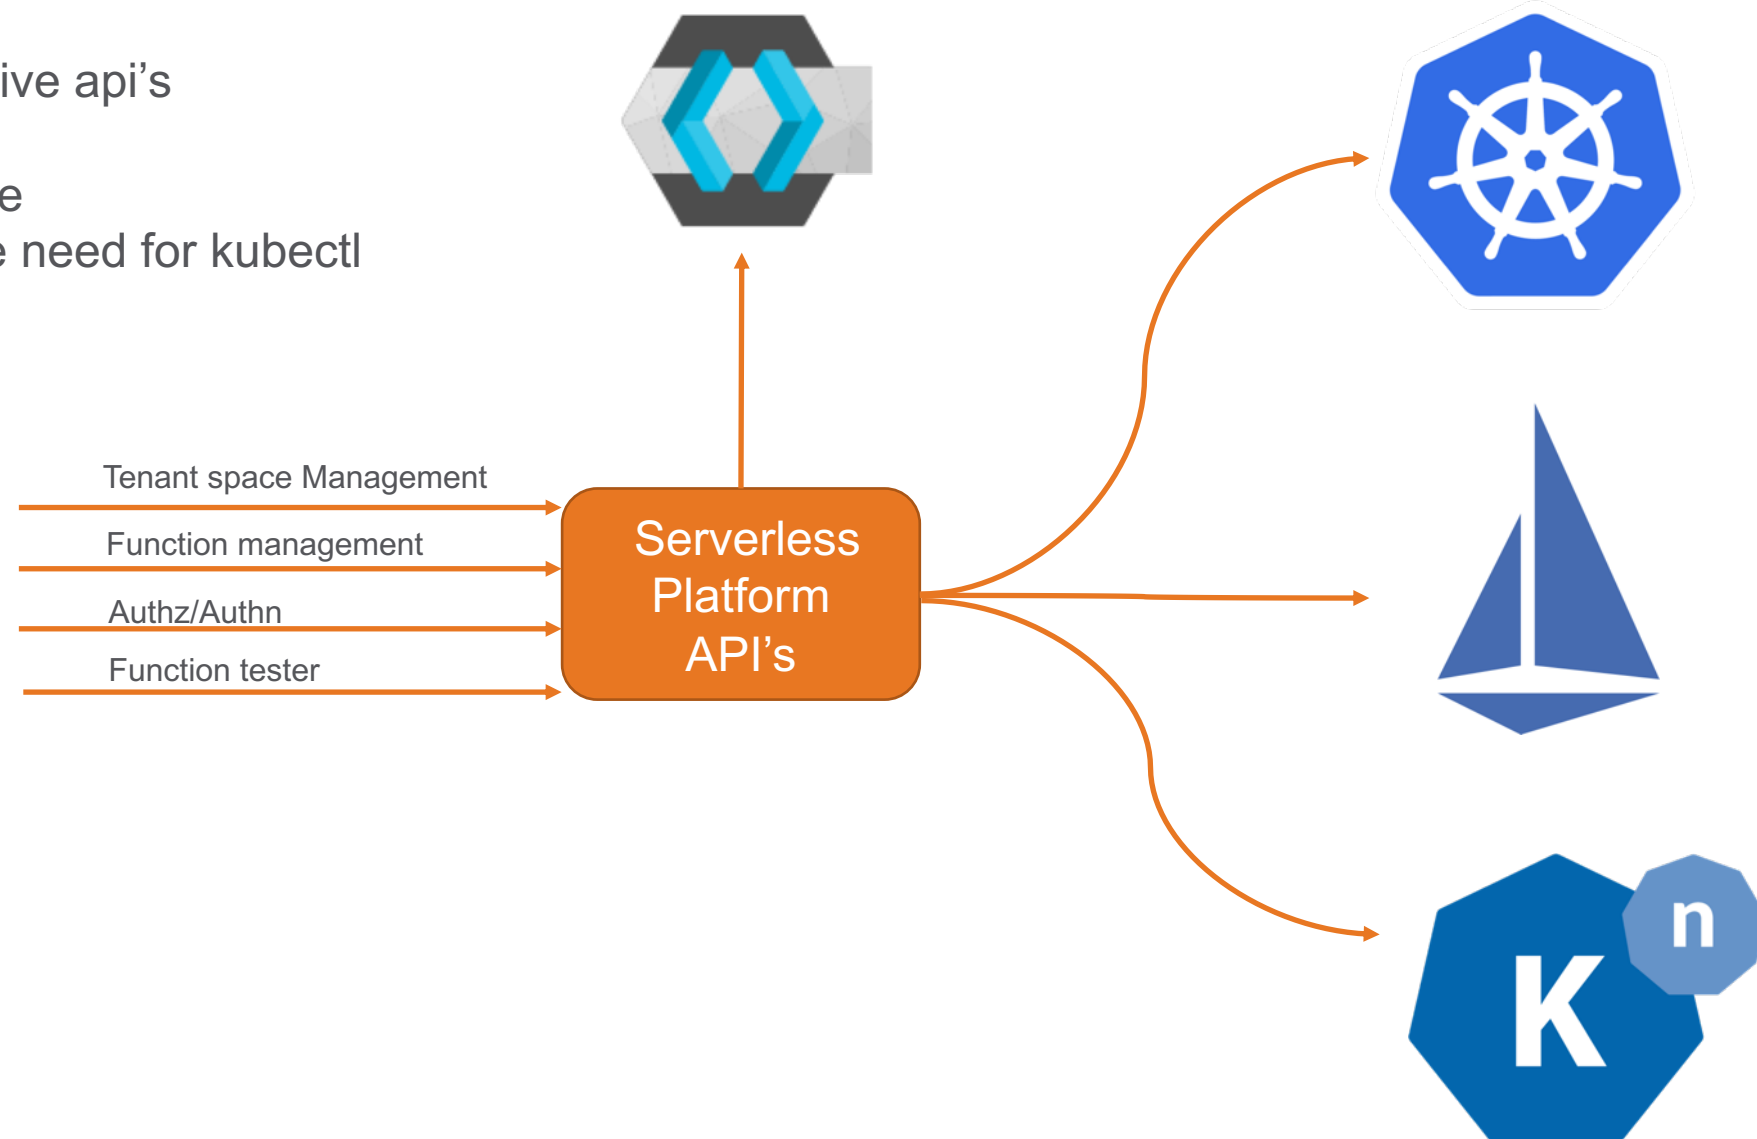 ive api's
e
e need for kubectl
Tenant space Management
Function management
Authz/Authn
Function tester
Serverless
Platform
API's
n
K